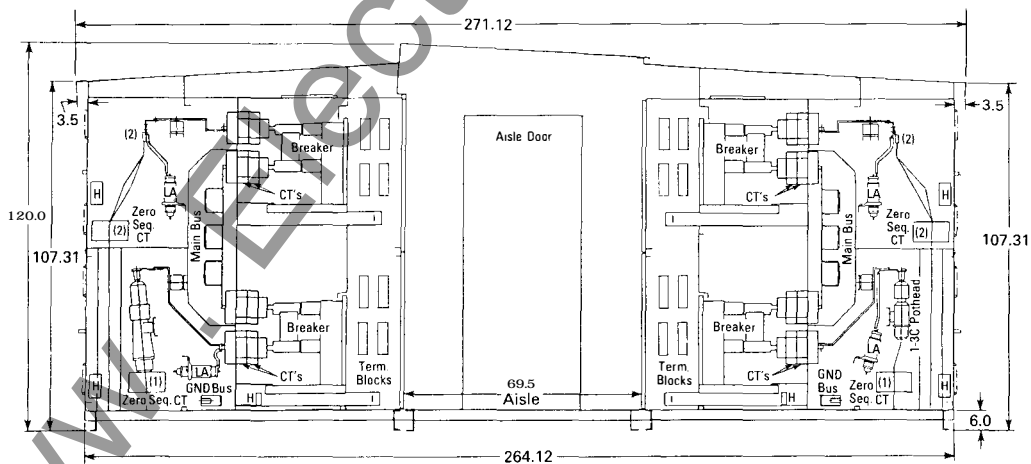 271.12
3.5
3.5
(2)
Breaker
Aisle Door
Breaker
(2)
H
LA
CT's
CT's
LA
H
120.0
107.31
Zero
Seq.
CT
(2)
Main Bus
I
I
Main Bus
Zero
Seq.
CT
(2)
107.31
Breaker
Breaker
LA
1-3C Pothead
H
(1)
LA
GND Bus
CT's
Term.
Blocks
69.5
Aisle
Term.
Blocks
CT's
GND
Bus
Zero
Seq.
CT
(1)
H
Zero Seq. CT
H
I
I
H
6.0
264.12
www.Elec